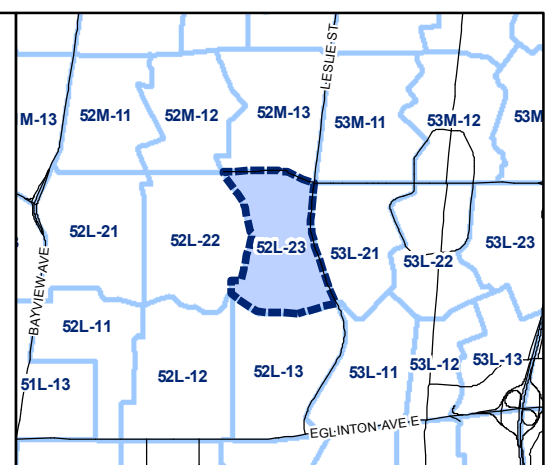 LESLIE ST
M-13
52M-11
52M-12
52M-13
53M-11
53M-12
53M
52L-21
52L-22
52L-23
53L-21
53L-22
53L-23
BAYVIEW AVE
52L-11
51L-13
52L-12
52L-13
53L-11
53L-12
53L-13
EGLINTON AVE E